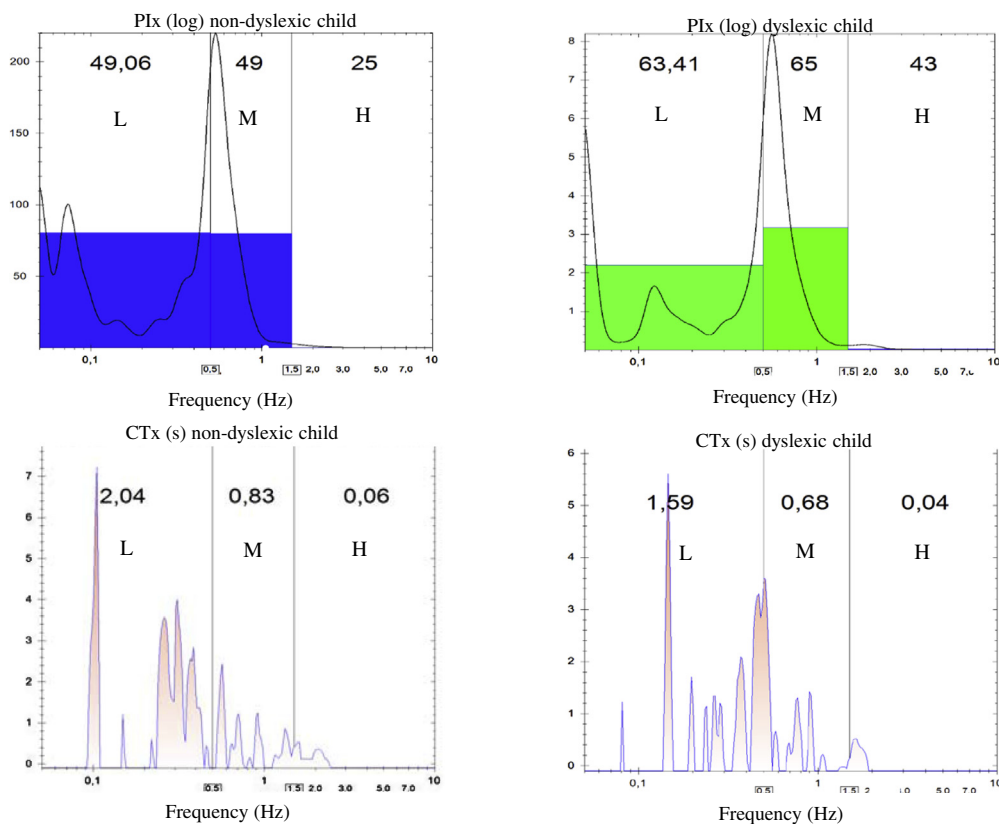 PIx (log) non-dyslexic child
200
150
100
50
49,06 49 25
L M H
0,1 1 10
0,5 1,5 2,0 3,0 5,0 7,0
Frequency (Hz)
PIx (log) dyslexic child
8
7
6
5
4
3
2
1
63,41 65 43
L M H
0,1 1 10
0,5 1,5 2,0 3,0 5,0
Frequency (Hz)
CTx (s) non-dyslexic child
7
6
5
4
3
2
1
0
2,04 0,83 0,06
L M H
0,1 1 10
0.5 1.5 2.0 3.0 5.0 7.0
Frequency (Hz)
CTx (s) dyslexic child
6
5
4
3
2
1
0
1,59 0,68 0,04
L M H
0,1 1 10
0.5 1.5 2.0 3.0 5.0 7.0
Frequency (Hz)